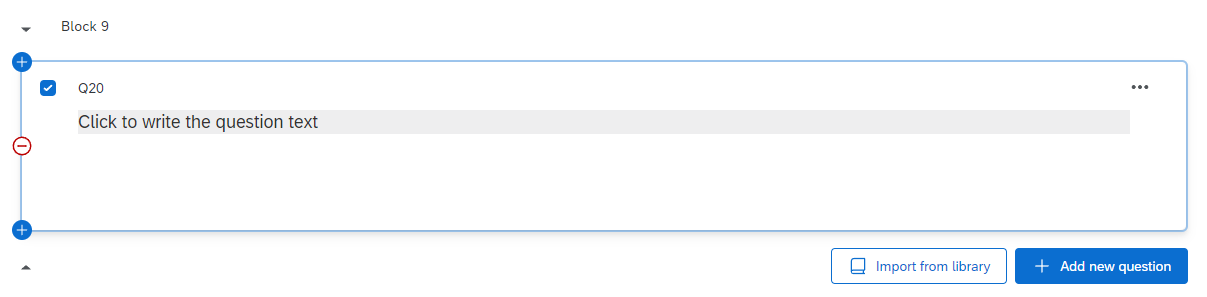 Block 9
Q20
Click to write the question text
Import from library
Add new question